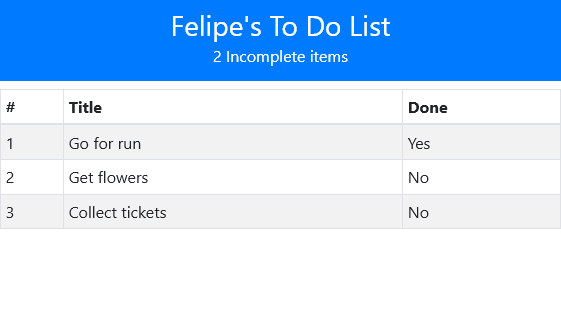 Felipe's To Do List
2 Incomplete items
# Title Done
1 Go for run Yes
2 Get flowers No
3 Collect tickets No